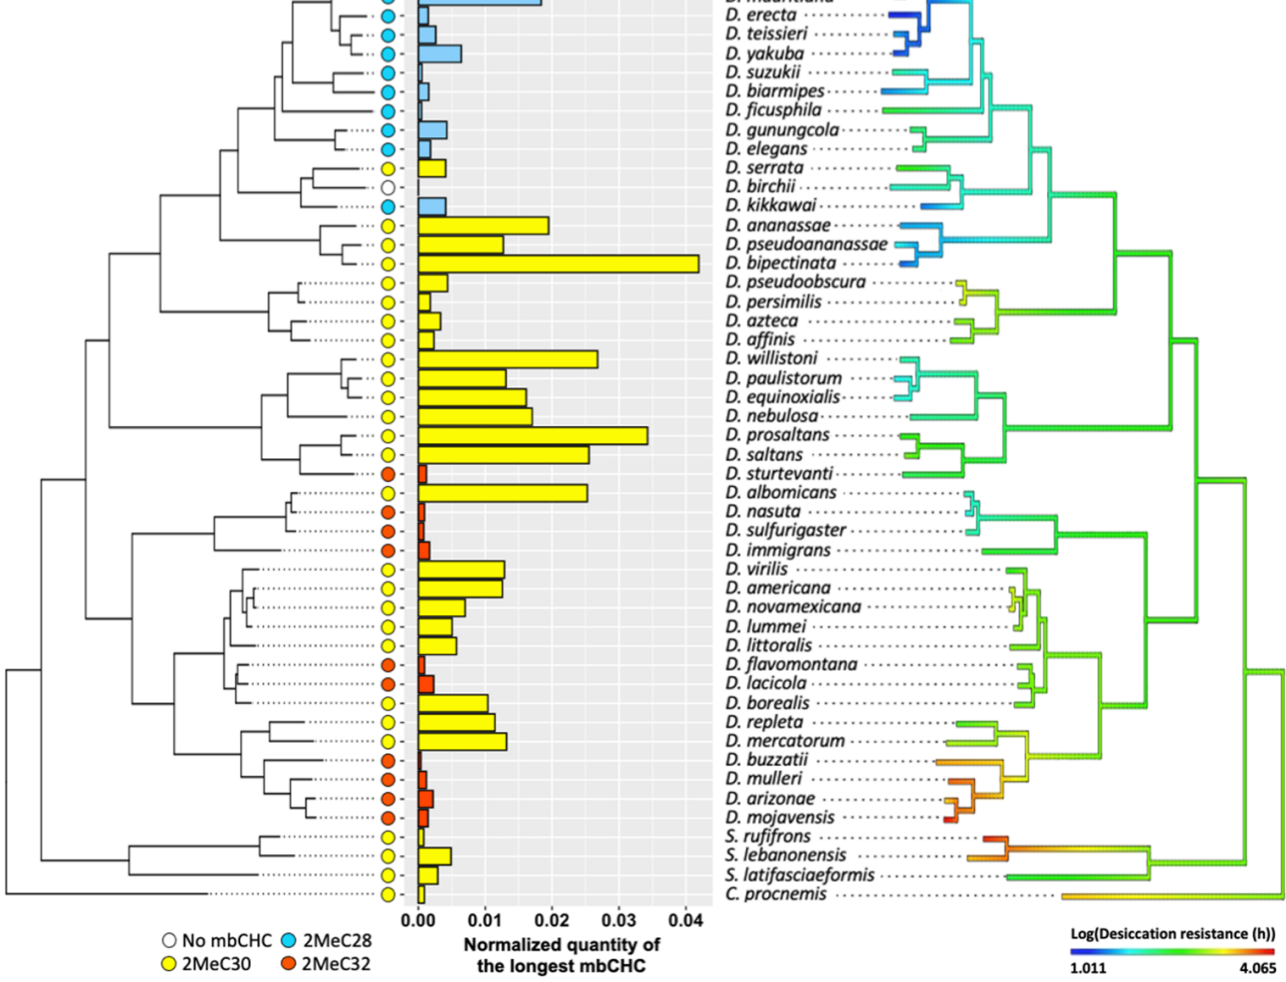 D. mauritiana
D. erecta
D. teissieri
D. yakuba
D. suzukii
D. biarmipes
D. ficusphila
D. gunungcola
D. elegans
D. serrata
D. birchii
D. kikkawai
D. ananassae
D. pseudoananassae
D. bipectinata
D. pseudoobscura
D. persimilis
D. azteca
D. affinis
D. willistoni
D. paulistorum
D. equinoxialis
D. nebulosa
D. prosaltans
D. saltans
D. sturtevanti
D. albomicans
D. nasuta
D. sulfurigaster
D. immigrans
D. virilis
D. americana
D. novamexicana
D. lummei
D. littoralis
D. flavomontana
D. lacicola
D. borealis
D. repleta
D. mercatorum
D. buzzatii
D. mulleri
D. arizonae
D. mojavensis
S. rufifrons
S. lebanonensis
S. latifasciaeformis
C. procnemis
0.00 0.01 0.02 0.03 0.04
Normalized quantity of
the longest mbCHC
No mbCHC 2MeC28
2MeC30 2MeC32
Log(Desiccation resistance (h))
1.011 4.065